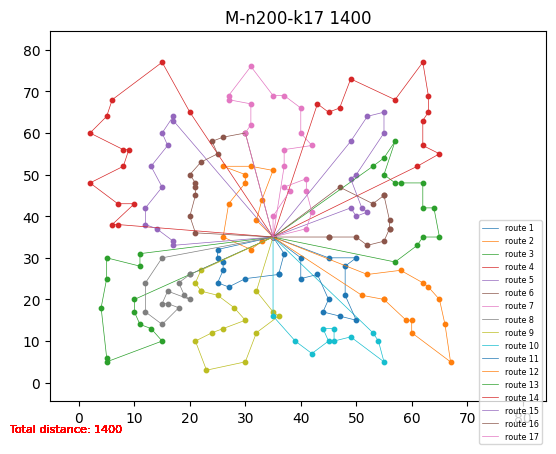 M-n200-k17 1400
80
70
60
50
40
30
20
10
0
0 10 20 30 40 50 60 70 80
route 1
route 2
route 3
route 4
route 5
route 6
route 7
route 8
route 9
route 10
route 11
route 12
route 13
route 14
route 15
route 16
route 17
Total distance: 1400